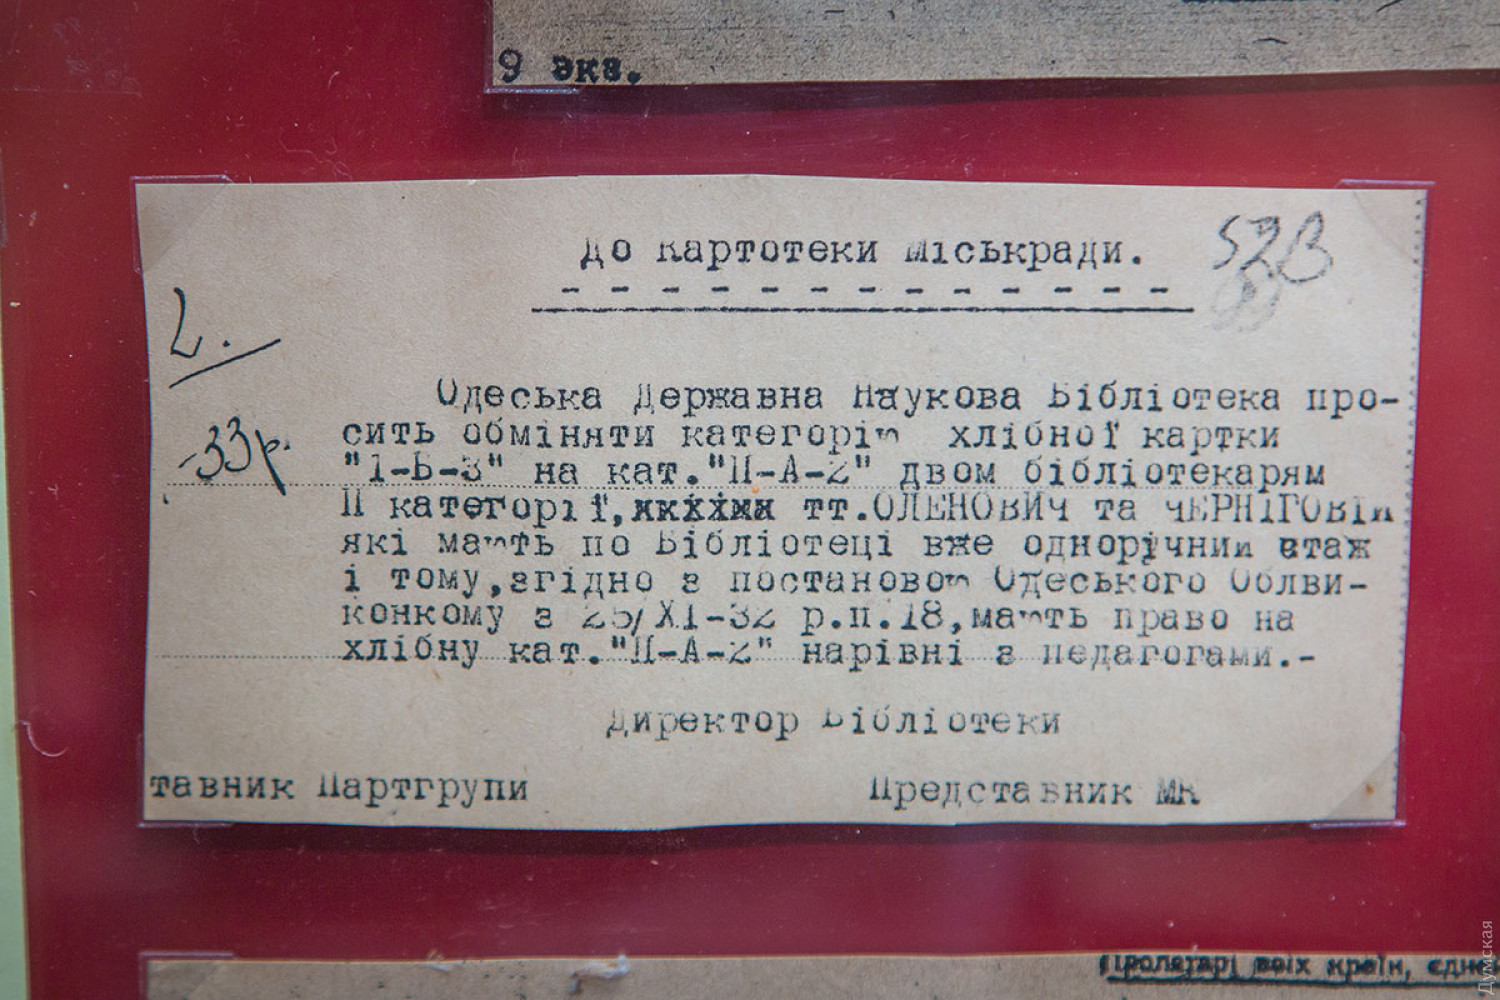 9 экз.
До Картотеки Міськради.
52В
2.
-33р.
Одеська Державна Наукова Бібліотека про-
сить обміняти категорію хлібної картки
"1-Б-3" на кат."ІІ-А-2" двом бібліотекарям
ІІ категорії, тт.ОЛЕНОВИЧ та ЧЕРНІГОВІЙ
які мають по Бібліотеці вже однорічний стаж
і тому,згідно з постановою Одеського Облви-
конкому з 25/ХІ-32 р.п.18,мають право на
хлібну кат."ІІ-А-2" нарівні з педагогами.-
Директор Бібліотеки
тавник Партгрупи Представник МК
Пролетарі всіх країн, єдна
Думская